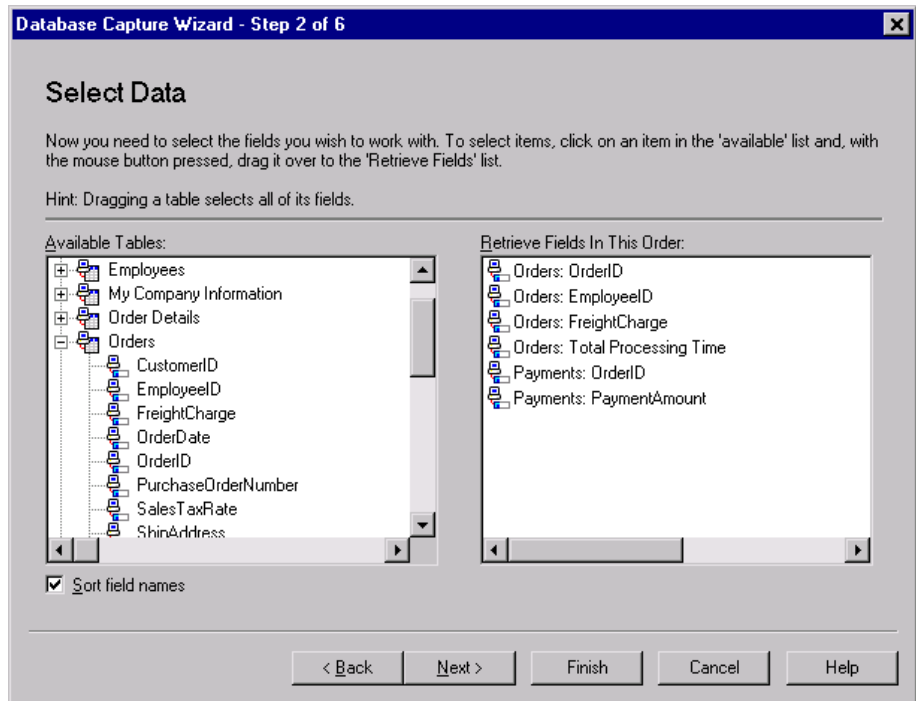 Database Capture Wizard - Step 2 of 6
Select Data
Now you need to select the fields you wish to work with. To select items, click on an item in the 'available' list and, with
the mouse button pressed, drag it over to the 'Retrieve Fields' list.
Hint: Dragging a table selects all of its fields.
Available Tables:
Employees
My Company Information
Order Details
Orders
CustomerID
EmployeeID
FreightCharge
OrderDate
OrderID
PurchaseOrderNumber
SalesTaxRate
ShipAddress
Sort field names
Retrieve Fields In This Order:
Orders: OrderID
Orders: EmployeeID
Orders: FreightCharge
Orders: Total Processing Time
Payments: OrderID
Payments: PaymentAmount
< Back
Next >
Finish
Cancel
Help